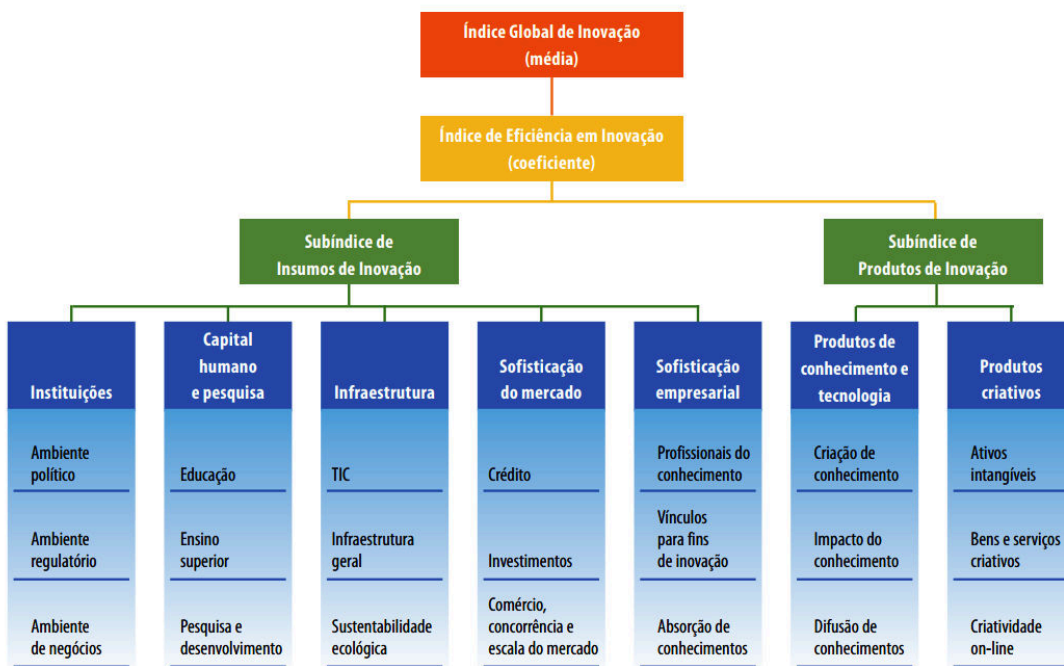 Índice Global de Inovação
(média)
Índice de Eficiência em Inovação
(coeficiente)
Subíndice de
Insumos de Inovação
Subíndice de
Produtos de Inovação
Instituições
Capital
humano
e pesquisa
Infraestrutura
Sofisticação
do mercado
Sofisticação
empresarial
Produtos de
conhecimento e
tecnologia
Produtos
criativos
Ambiente
político
Educação
TIC
Crédito
Profissionais do
conhecimento
Criação de
conhecimento
Ativos
intangíveis
Ambiente
regulatório
Ensino
superior
Infraestrutura
geral
Investimentos
Vínculos
para fins
de inovação
Impacto do
conhecimento
Bens e serviços
criativos
Ambiente
de negócios
Pesquisa e
desenvolvimento
Sustentabilidade
ecológica
Comércio,
concorrência e
escala do mercado
Absorção de
conhecimentos
Difusão de
conhecimentos
Criatividade
on-line